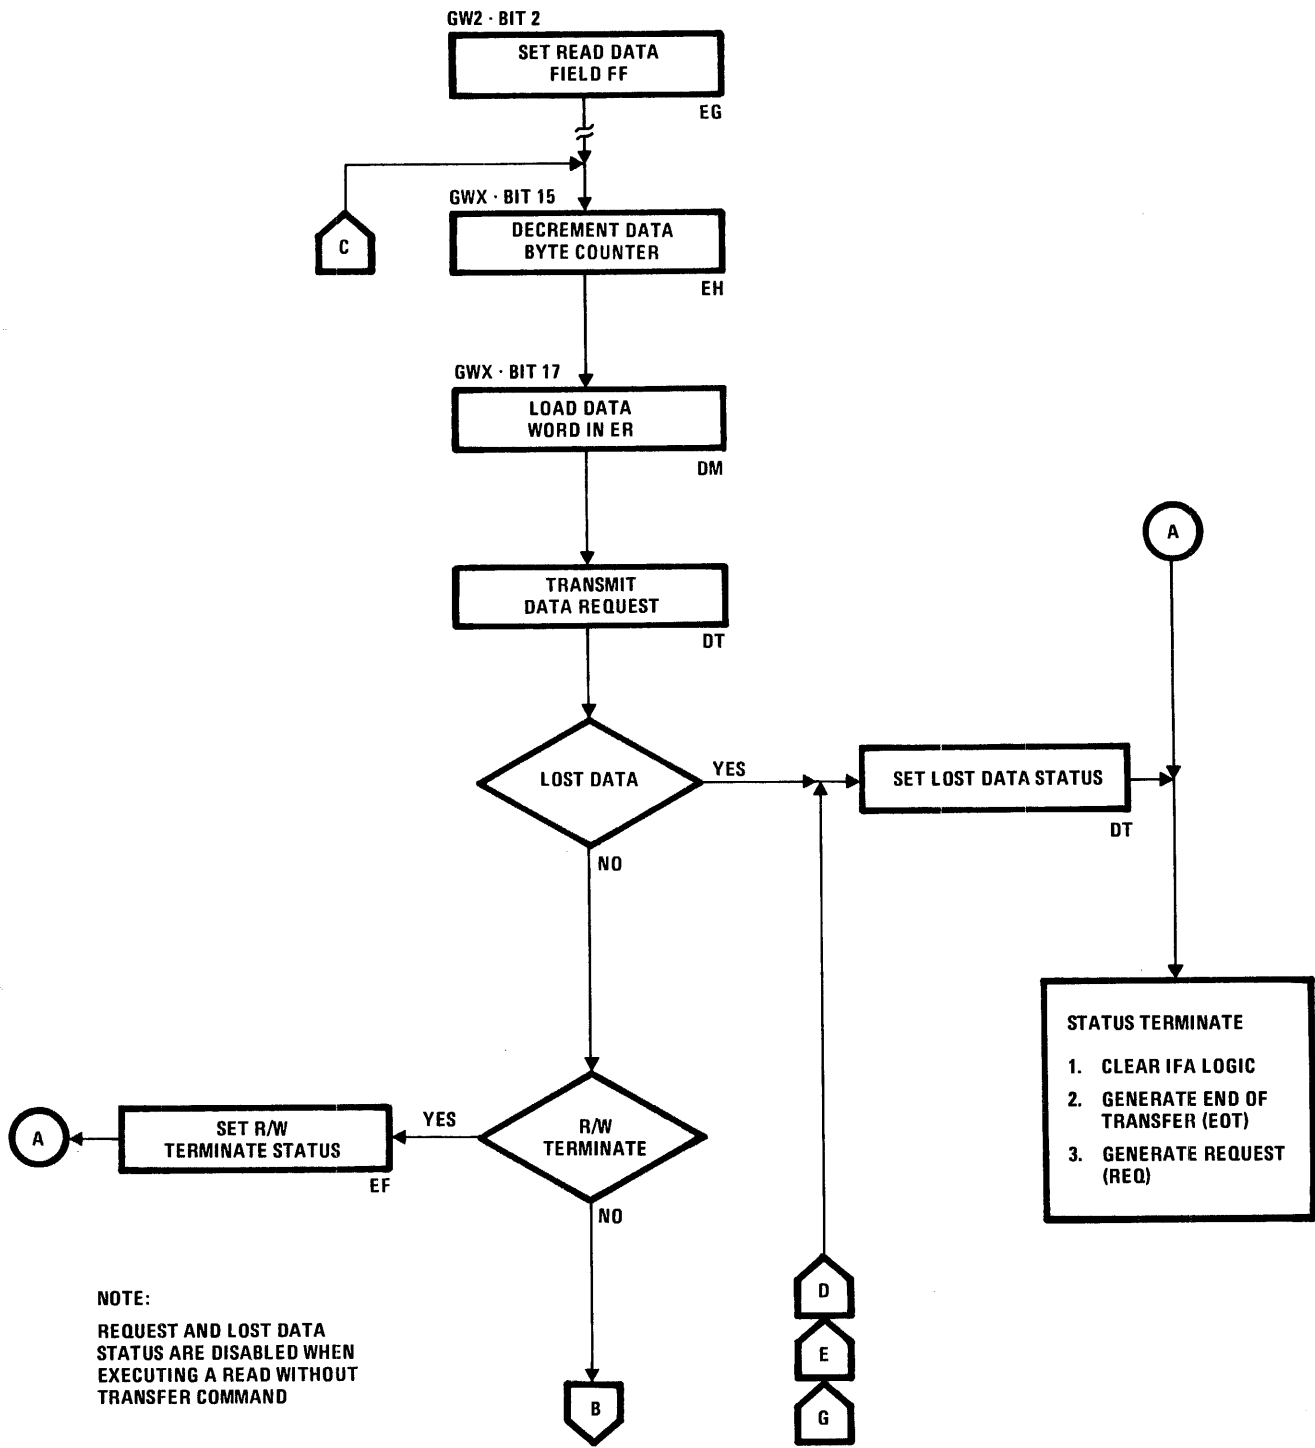 GW2 · BIT 2
SET READ DATA
FIELD FF
EG
C
GWX · BIT 15
DECREMENT DATA
BYTE COUNTER
EH
GWX · BIT 17
LOAD DATA
WORD IN ER
DM
A
TRANSMIT
DATA REQUEST
DT
LOST DATA
YES
SET LOST DATA STATUS
DT
NO
STATUS TERMINATE
1. CLEAR IFA LOGIC
2. GENERATE END OF
TRANSFER (EOT)
3. GENERATE REQUEST
(REQ)
A
SET R/W
TERMINATE STATUS
EF
YES
R/W
TERMINATE
NO
D
E
G
B
NOTE:
REQUEST AND LOST DATA
STATUS ARE DISABLED WHEN
EXECUTING A READ WITHOUT
TRANSFER COMMAND